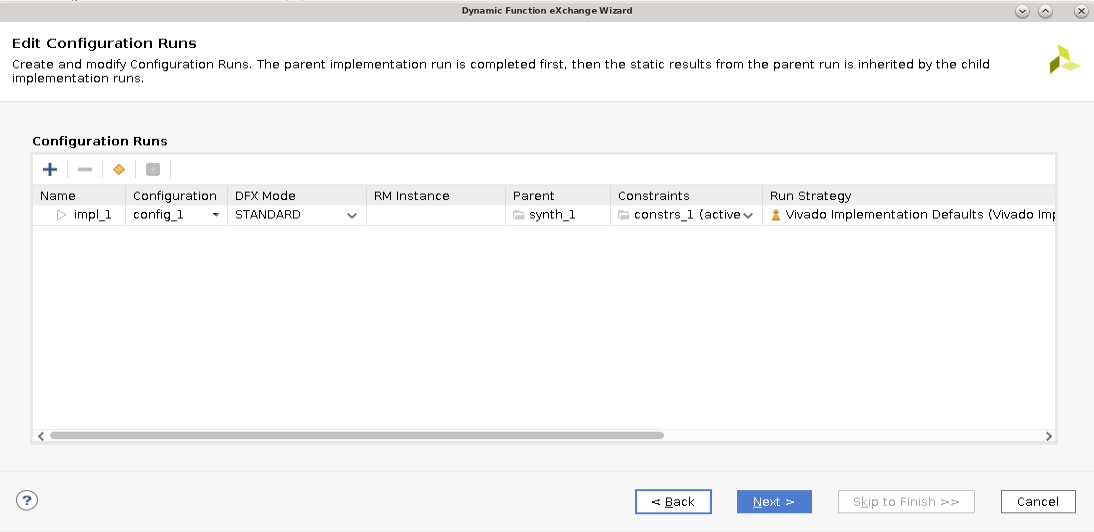 Dynamic Function eXchange Wizard
Edit Configuration Runs
Create and modify Configuration Runs. The parent implementation run is completed first, then the static results from the parent run is inherited by the child
implementation runs.
Configuration Runs
Name Configuration DFX Mode RM Instance Parent Constraints Run Strategy
impl_1 config_1 STANDARD synth_1 constrs_1 (active Vivado Implementation Defaults (Vivado Imp
? < Back Next > Skip to Finish >> Cancel